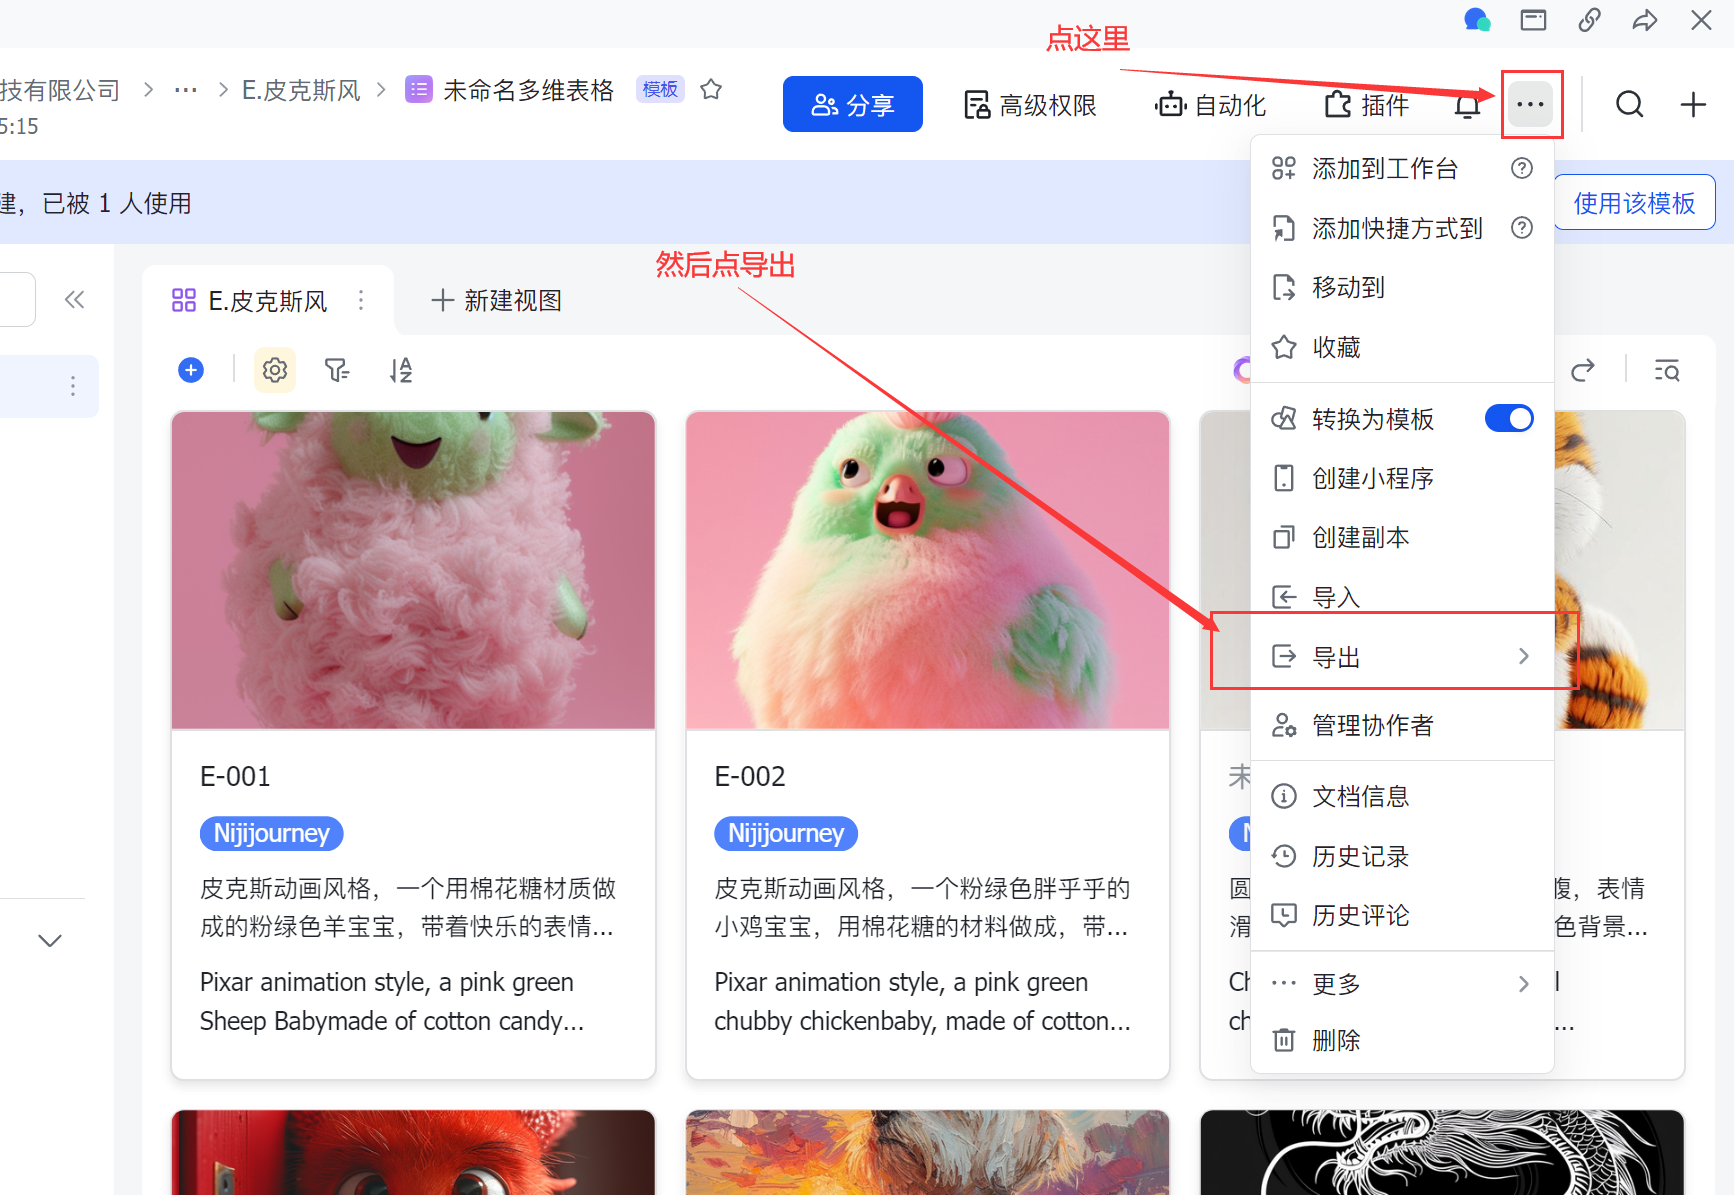 点这里
技有限公司 > ··· > E.皮克斯风 > 未命名多维表格 模板
5:15
分享 高级权限 自动化 插件
建，已被 1 人使用
使用该模板
然后点导出
E.皮克斯风
新建视图
添加到工作台
添加快捷方式到
移动到
收藏
转换为模板
创建小程序
创建副本
导入
导出
管理协作者
文档信息
历史记录
历史评论
更多
删除
E-001
Nijijourney
皮克斯动画风格，一个用棉花糖材质做
成的粉绿色羊宝宝，带着快乐的表情...
Pixar animation style, a pink green
Sheep Babymade of cotton candy...
E-002
Nijijourney
皮克斯动画风格，一个粉绿色胖乎乎的
小鸡宝宝，用棉花糖的材料做成，带...
Pixar animation style, a pink green
chubby chickenbaby, made of cotton...
未
N
圆 腹，表情
滑 色背景...
Ch l
ch ...